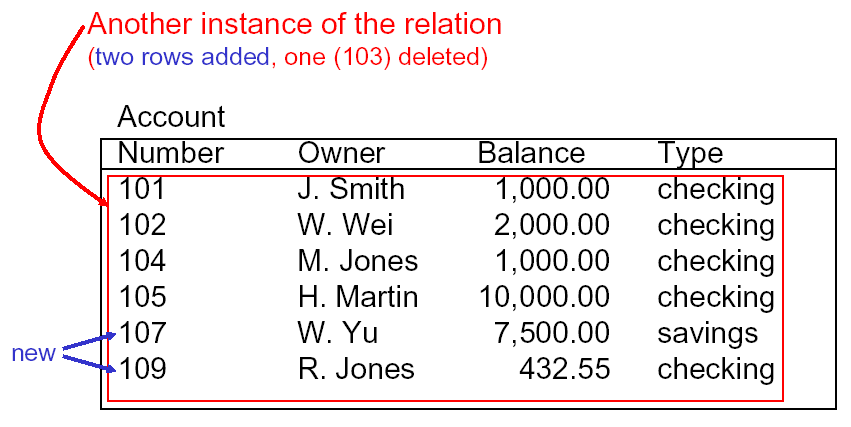 Another instance of the relation
(two rows added, one (103) deleted)
Account
Number Owner Balance Type
101 J. Smith 1,000.00 checking
102 W. Wei 2,000.00 checking
104 M. Jones 1,000.00 checking
105 H. Martin 10,000.00 checking
107 W. Yu 7,500.00 savings
new
109 R. Jones 432.55 checking